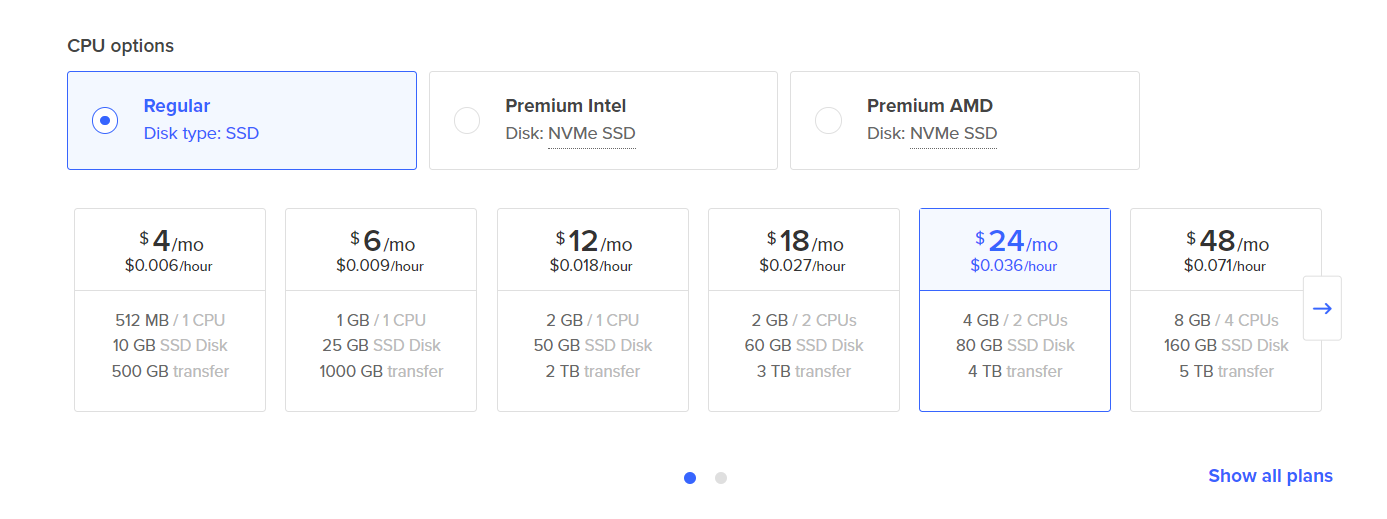 CPU options
Regular
Disk type: SSD
Premium Intel
Disk: NVMe SSD
Premium AMD
Disk: NVMe SSD
$4/mo
$0.006/hour
512 MB / 1 CPU
10 GB SSD Disk
500 GB transfer
$6/mo
$0.009/hour
1 GB / 1 CPU
25 GB SSD Disk
1000 GB transfer
$12/mo
$0.018/hour
2 GB / 1 CPU
50 GB SSD Disk
2 TB transfer
$18/mo
$0.027/hour
2 GB / 2 CPUs
60 GB SSD Disk
3 TB transfer
$24/mo
$0.036/hour
4 GB / 2 CPUs
80 GB SSD Disk
4 TB transfer
$48/mo
$0.071/hour
8 GB / 4 CPUs
160 GB SSD Disk
5 TB transfer
Show all plans